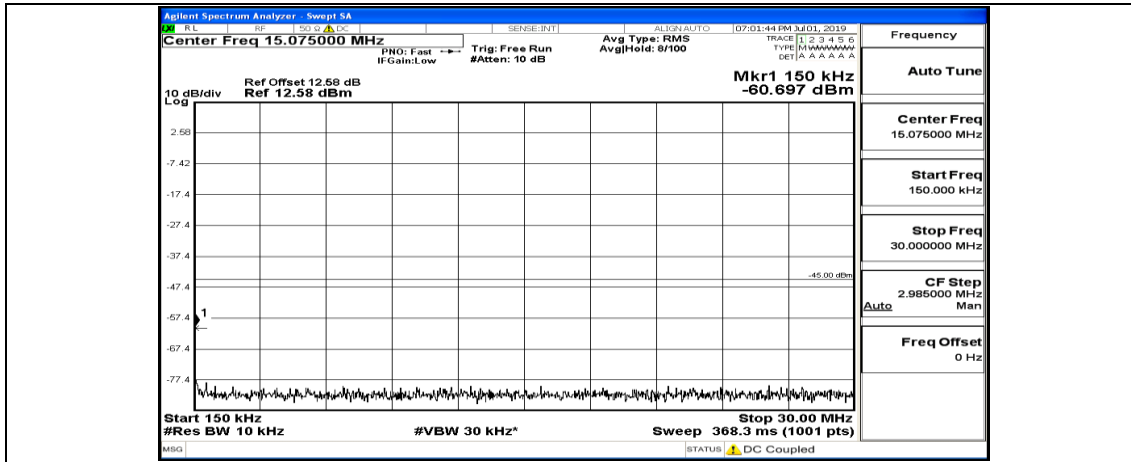 Agilent Spectrum Analyzer - Swept SA
LXI RL RF 50 Ω DC SENSE:INT ALIGN AUTO 07:01:44 PM Jul 01, 2019
Center Freq 15.075000 MHz
PNO: Fast
IFGain:Low
Trig: Free Run
#Atten: 10 dB
Avg Type: RMS
Avg|Hold: 8/100
TRACE 1 2 3 4 5 6
TYPE MWWWWW
DET A A A A A A
Ref Offset 12.58 dB
Ref 12.58 dBm
10 dB/div
Log
Mkr1 150 kHz
-60.697 dBm
2.58
-7.42
-17.4
-27.4
-37.4
-45.00 dBm
-47.4
-57.4
1
-67.4
-77.4
Start 150 kHz
Stop 30.00 MHz
#Res BW 10 kHz
#VBW 30 kHz*
Sweep 368.3 ms (1001 pts)
MSG
STATUS DC Coupled
Frequency
Auto Tune
Center Freq
15.075000 MHz
Start Freq
150.000 kHz
Stop Freq
30.000000 MHz
CF Step
2.985000 MHz
Auto Man
Freq Offset
0 Hz